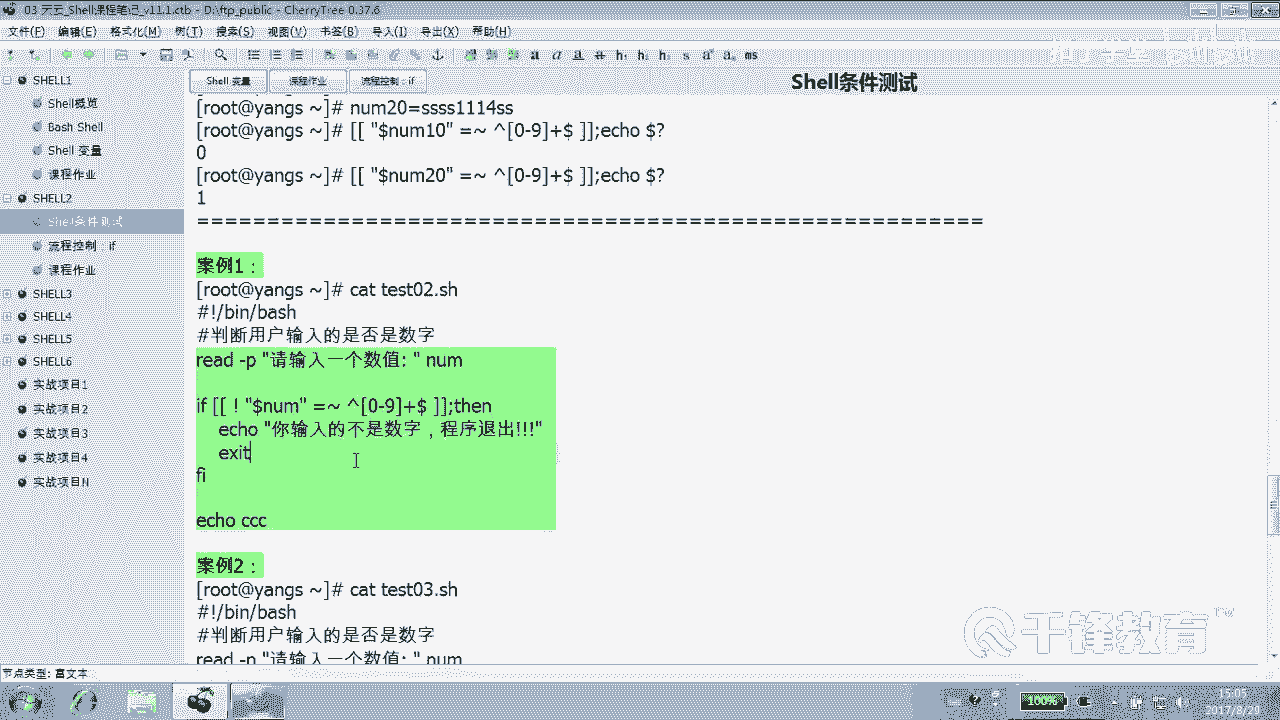 03 天云_Shell课程笔记_v11.1.ctb - D:\ftp_public - CherryTree 0.37.6
文件(F) 编辑(E) 格式化(M) 树(T) 搜索(S) 视图(V) 书签(B) 导入(I) 导出(X) 帮助(H)
SHELL1
Shell概览
Bash Shell
Shell 变量
课程作业
SHELL2
Shell条件测试
流程控制：if
课程作业
SHELL3
SHELL4
SHELL5
SHELL6
实战项目1
实战项目2
实战项目3
实战项目4
实战项目N
Shell 变量 课程作业 流程控制：if
Shell条件测试
[root@yangs ~]# num20=ssss1114ss
[root@yangs ~]# [[ "$num10" =~ ^[0-9]+$ ]];echo $?
0
[root@yangs ~]# [[ "$num20" =~ ^[0-9]+$ ]];echo $?
1
========================================================
案例1：
[root@yangs ~]# cat test02.sh
#!/bin/bash
#判断用户输入的是否是数字
read -p "请输入一个数值: " num
if [[ ! "$num" =~ ^[0-9]+$ ]];then
echo "你输入的不是数字，程序退出!!!"
exit
fi
echo ccc
案例2：
[root@yangs ~]# cat test03.sh
#!/bin/bash
#判断用户输入的是否是数字
read -p "请输入一个数值: " num
千锋教育
节点类型: 富文本
100%
15:05
2017/8/29